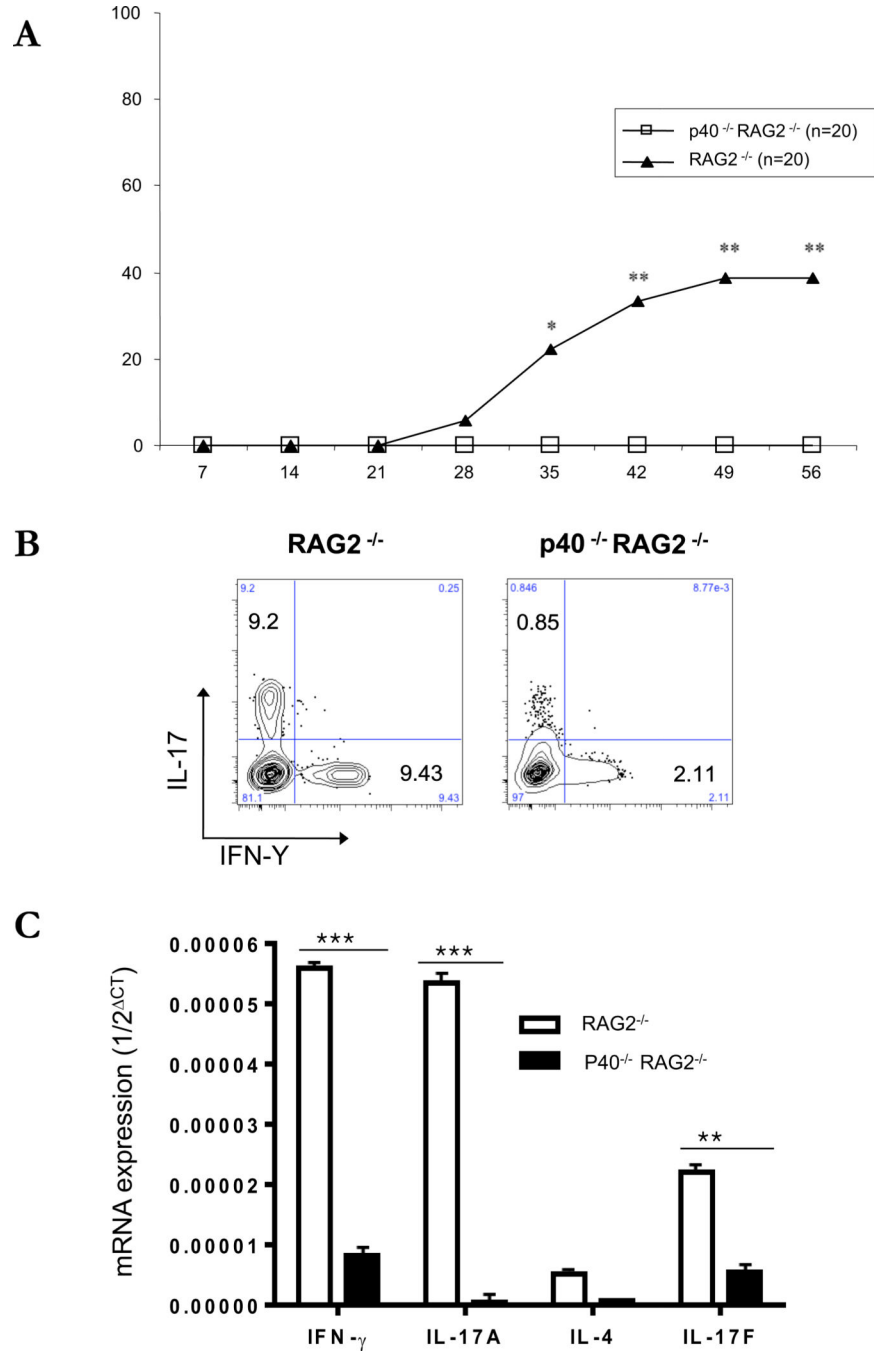 A
100
80
60
40
20
0
7 14 21 28 35 42 49 56
p40 -/- RAG2 -/- (n=20)
RAG2 -/- (n=20)
*
**
**
**
B
RAG2 -/-
p40 -/- RAG2 -/-
9.2 0.25
9.2
9.43
81.1 9.43
0.846 8.77e-3
0.85
2.11
97 2.11
IL-17
IFN-Y
C
mRNA expression (1/2^ΔCT)
0.00006
0.00005
0.00004
0.00003
0.00002
0.00001
0.00000
***
***
**
RAG2-/-
P40-/- RAG2-/-
IFN-γ IL-17A IL-4 IL-17F